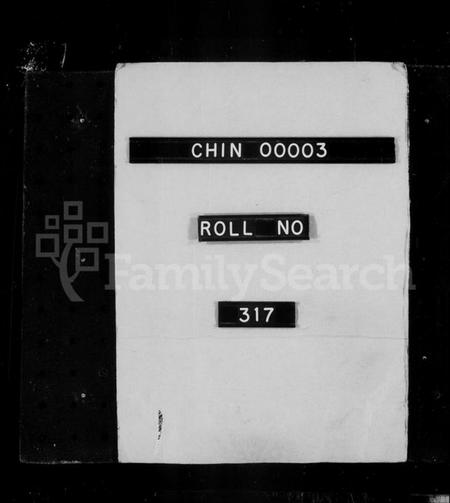 CHIN 00003
ROLL NO
FamilySearch
317